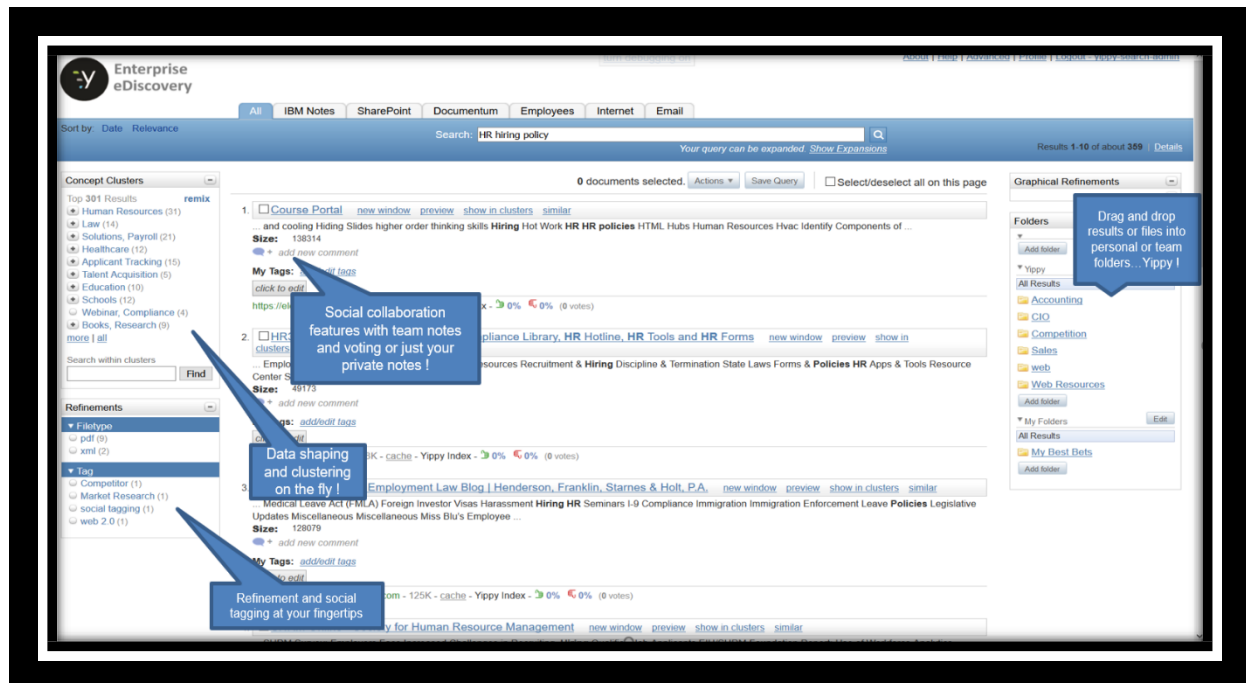 Enterprise
eDiscovery
turn debugging on
About | Help | Advanced | Profile | Logout - yippy-search-admin
All IBM Notes SharePoint Documentum Employees Internet Email
Sort by: Date Relevance
Search: HR hiring policy
Your query can be expanded. Show Expansions
Results 1-10 of about 359 | Details
Concept Clusters
Top 301 Results remix
Human Resources (31)
Law (14)
Solutions, Payroll (21)
Healthcare (12)
Applicant Tracking (15)
Talent Acquisition (5)
Education (10)
Schools (12)
Webinar, Compliance (4)
Books, Research (9)
more | all
Search within clusters
Find
Refinements
Filetype
pdf (9)
xml (2)
Tag
Competitor (1)
Market Research (1)
social tagging (1)
web 2.0 (1)
0 documents selected. Actions Save Query Select/deselect all on this page
1. Course Portal new window preview show in clusters similar
... and cooling Hiding Slides higher order thinking skills Hiring Hot Work HR HR policies HTML Hubs Human Resources Hvac Identify Components of ...
Size: 138314
+ add new comment
My Tags: edit tags
click to edit
https://el - 0% 0% (0 votes)
Social collaboration
features with team notes
and voting or just your
private notes !
2. HR Library, HR Hotline, HR Tools and HR Forms new window preview show in
clusters
... Emplo Recruitment & Hiring Discipline & Termination State Laws Forms & Policies HR Apps & Tools Resource
Center S
Size: 49173
+ add new comment
add/edit tags
- cache - Yippy Index - 0% 0% (0 votes)
Data shaping
and clustering
on the fly !
3. Employment Law Blog | Henderson, Franklin, Starnes & Holt, P.A. new window preview show in clusters similar
... Medical Leave Act (FMLA) Foreign Investor Visas Harassment Hiring HR Seminars I-9 Compliance Immigration Immigration Enforcement Leave Policies Legislative
Updates Miscellaneous Miscellaneous Miss Blu's Employee ...
Size: 128079
+ add new comment
My Tags: add/edit tags
to edit
.com - 125K - cache - Yippy Index - 0% 0% (0 votes)
Refinement and social
tagging at your fingertips
for Human Resource Management new window preview show in clusters similar
Graphical Refinements
Folders
Add folder
Yippy
All Results
Accounting
CIO
Competition
Sales
web
Web Resources
Add folder
My Folders Edit
All Results
My Best Bets
Add folder
Drag and drop
results or files into
personal or team
folders...Yippy !